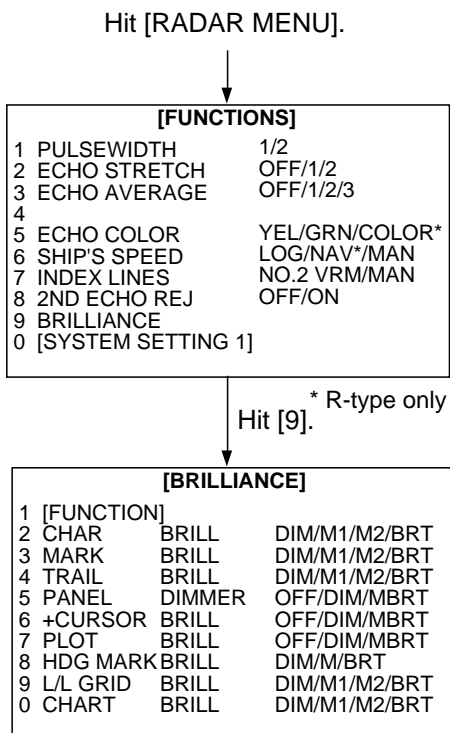 Hit [RADAR MENU].
[FUNCTIONS]
1 PULSEWIDTH 1/2
2 ECHO STRETCH OFF/1/2
3 ECHO AVERAGE OFF/1/2/3
4
5 ECHO COLOR YEL/GRN/COLOR*
6 SHIP'S SPEED LOG/NAV*/MAN
7 INDEX LINES NO.2 VRM/MAN
8 2ND ECHO REJ OFF/ON
9 BRILLIANCE
0 [SYSTEM SETTING 1]
* R-type only
Hit [9].
[BRILLIANCE]
1 [FUNCTION]
2 CHAR BRILL DIM/M1/M2/BRT
3 MARK BRILL DIM/M1/M2/BRT
4 TRAIL BRILL DIM/M1/M2/BRT
5 PANEL DIMMER OFF/DIM/MBRT
6 +CURSOR BRILL OFF/DIM/MBRT
7 PLOT BRILL OFF/DIM/MBRT
8 HDG MARK BRILL DIM/M/BRT
9 L/L GRID BRILL DIM/M1/M2/BRT
0 CHART BRILL DIM/M1/M2/BRT